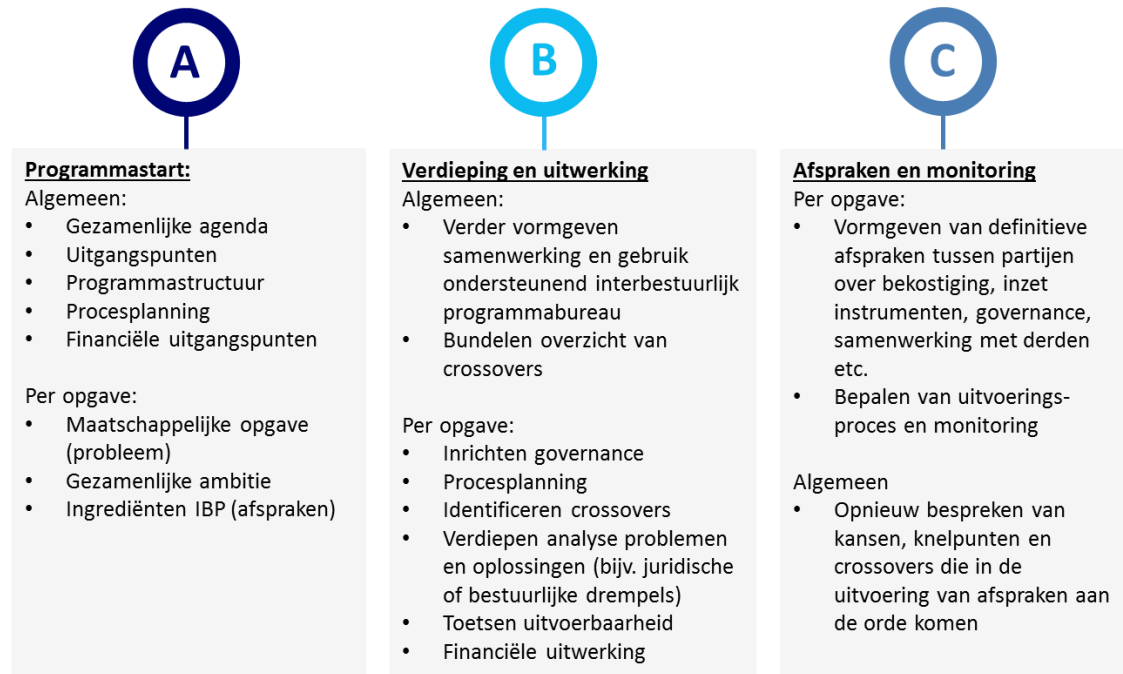 A
Programmastart:
Algemeen:
• Gezamenlijke agenda
• Uitgangspunten
• Programmastructuur
• Procesplanning
• Financiële uitgangspunten
Per opgave:
• Maatschappelijke opgave
(probleem)
• Gezamenlijke ambitie
• Ingrediënten IBP (afspraken)
B
Verdieping en uitwerking
Algemeen:
• Verder vormgeven
samenwerking en gebruik
ondersteunend interbestuurlijk
programmabureau
• Bundelen overzicht van
crossovers
Per opgave:
• Inrichten governance
• Procesplanning
• Identificeren crossovers
• Verdiepen analyse problemen
en oplossingen (bijv. juridische
of bestuurlijke drempels)
• Toetsen uitvoerbaarheid
• Financiële uitwerking
C
Afspraken en monitoring
Per opgave:
• Vormgeven van definitieve
afspraken tussen partijen
over bekostiging, inzet
instrumenten, governance,
samenwerking met derden
etc.
• Bepalen van uitvoerings-
proces en monitoring
Algemeen
• Opnieuw bespreken van
kansen, knelpunten en
crossovers die in de
uitvoering van afspraken aan
de orde komen